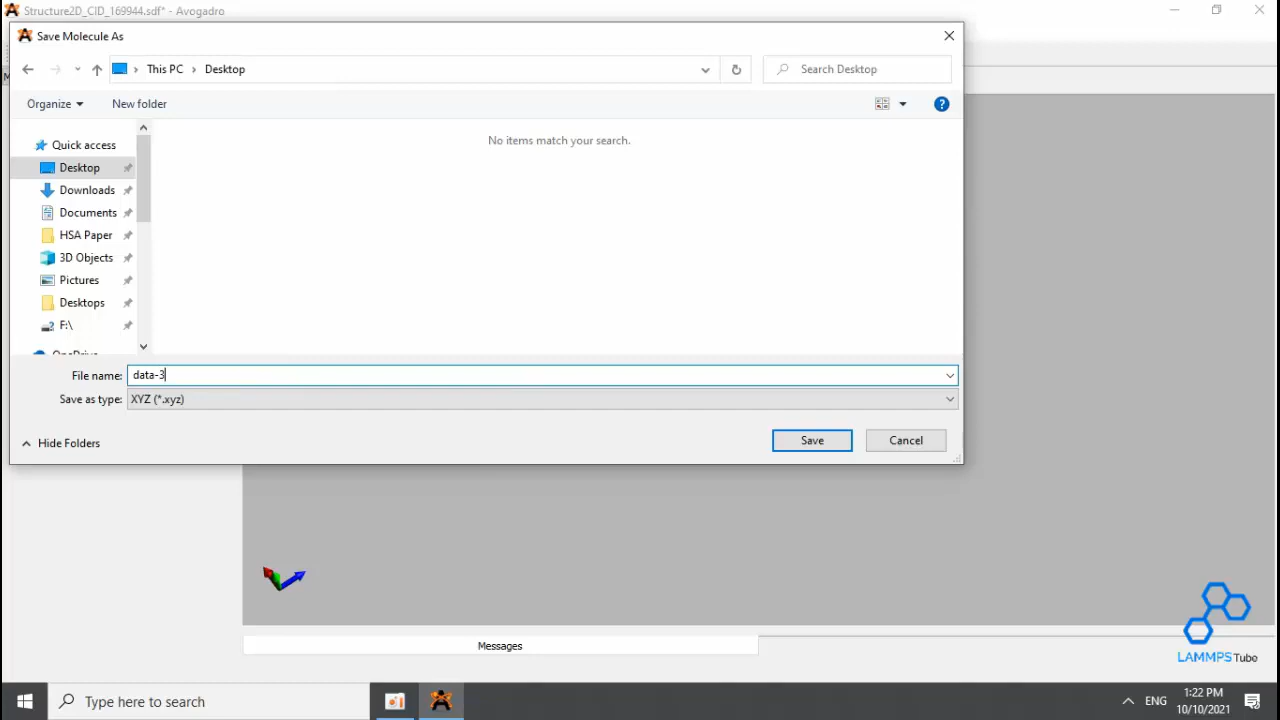 Structure2D_CID_169944.sdf* - Avogadro
Save Molecule As
This PC > Desktop
Search Desktop
Organize
New folder
No items match your search.
Quick access
Desktop
Downloads
Documents
HSA Paper
3D Objects
Pictures
Desktops
F:\
OneDrive
File name: data-3
Save as type: XYZ (*.xyz)
Hide Folders
Save
Cancel
Messages
LAMMPSTube
Type here to search
ENG
1:22 PM
10/10/2021